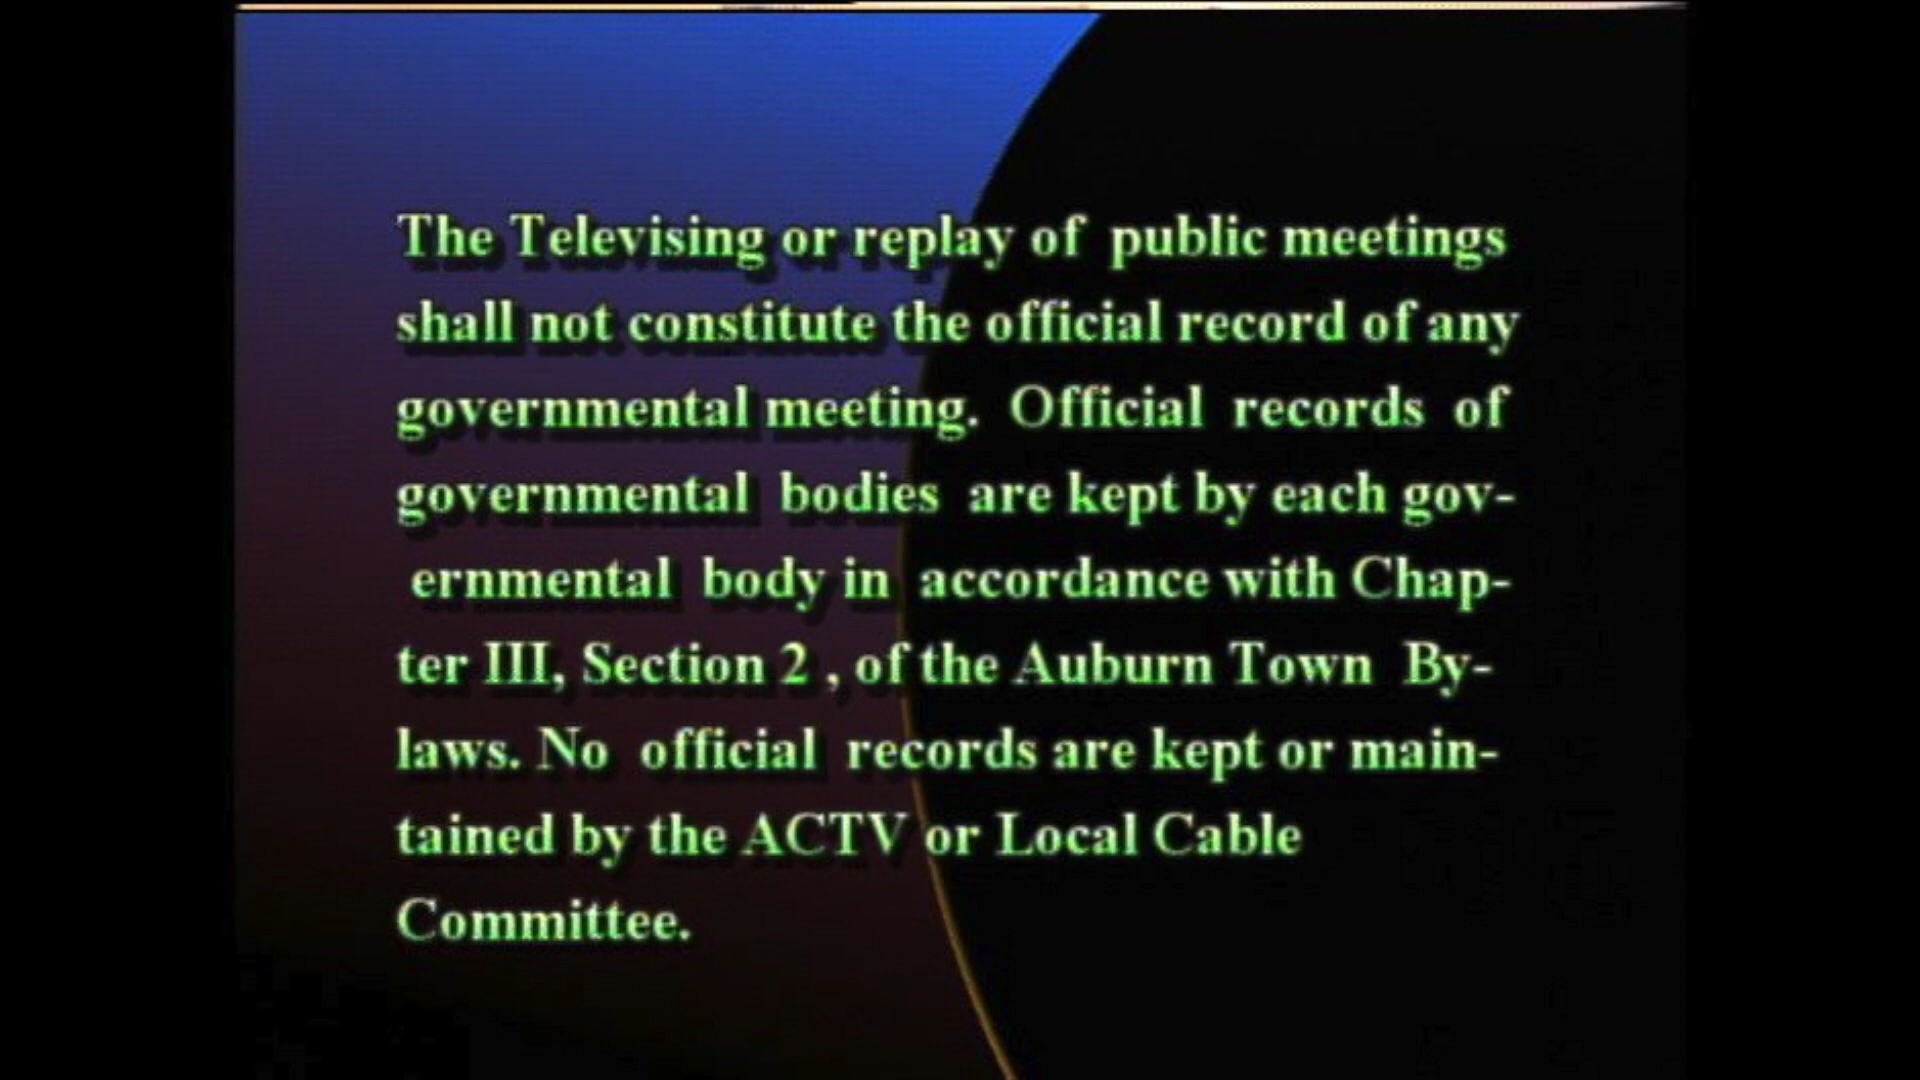 The Televising or replay of public meetings
shall not constitute the official record of any
governmental meeting. Official records of
governmental bodies are kept by each gov-
ernmental body in accordance with Chap-
ter III, Section 2 , of the Auburn Town By-
laws. No official records are kept or main-
tained by the ACTV or Local Cable
Committee.